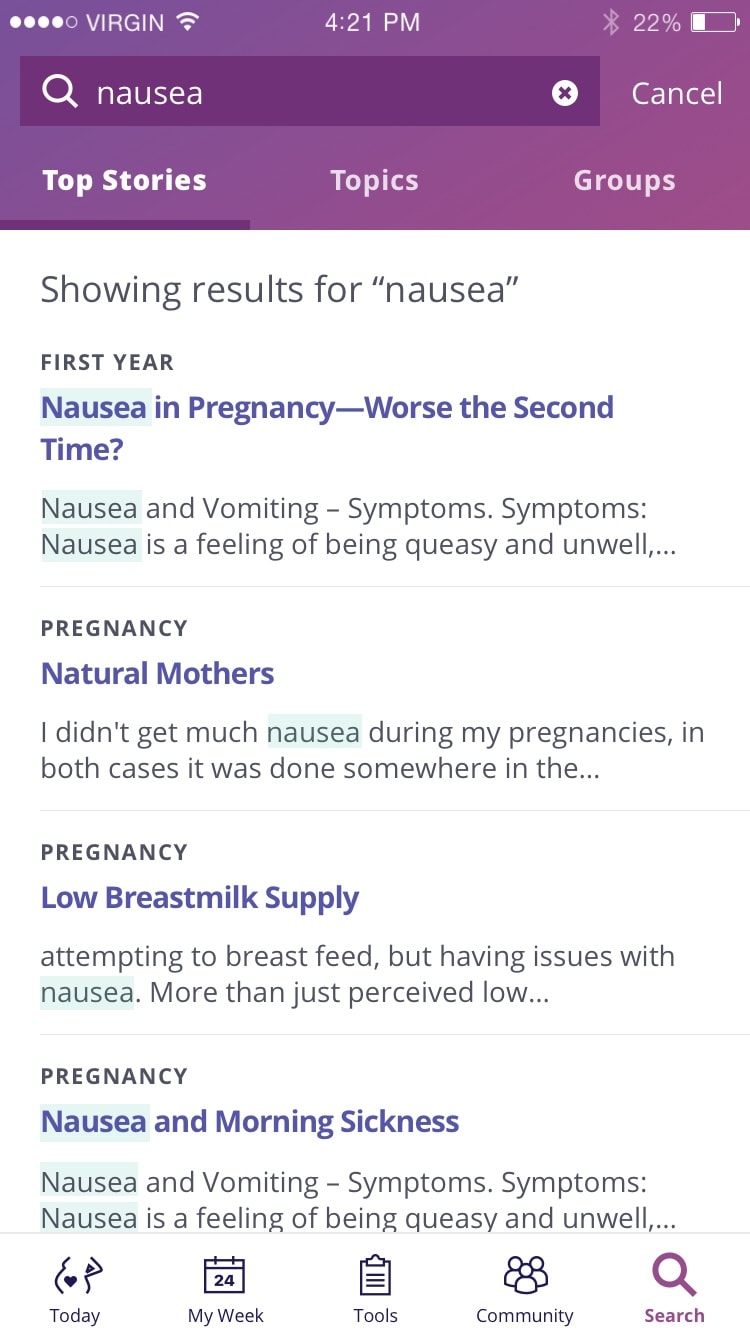 VIRGIN 4:21 PM 22%
nausea Cancel
Top Stories Topics Groups
Showing results for “nausea”
FIRST YEAR
Nausea in Pregnancy—Worse the Second
Time?
Nausea and Vomiting – Symptoms. Symptoms:
Nausea is a feeling of being queasy and unwell,...
PREGNANCY
Natural Mothers
I didn't get much nausea during my pregnancies, in
both cases it was done somewhere in the...
PREGNANCY
Low Breastmilk Supply
attempting to breast feed, but having issues with
nausea. More than just perceived low...
PREGNANCY
Nausea and Morning Sickness
Nausea and Vomiting – Symptoms. Symptoms:
Nausea is a feeling of being queasy and unwell,...
24
Today My Week Tools Community Search